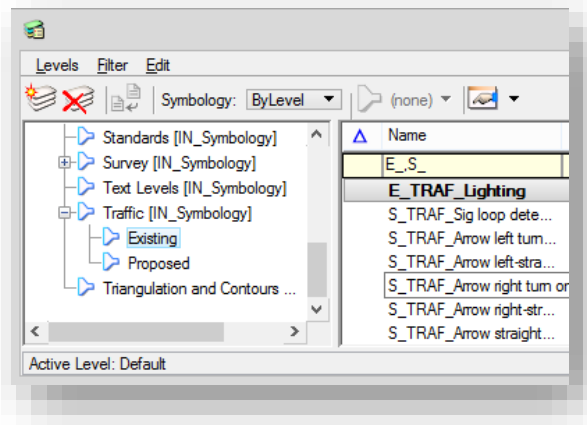 Levels Filter Edit
Symbology: ByLevel (none)
Standards [IN_Symbology]
Survey [IN_Symbology]
Text Levels [IN_Symbology]
Traffic [IN_Symbology]
Existing
Proposed
Triangulation and Contours ...
Name
E_,S_
E_TRAF_Lighting
S_TRAF_Sig loop dete...
S_TRAF_Arrow left turn...
S_TRAF_Arrow left-stra...
S_TRAF_Arrow right turn on
S_TRAF_Arrow right-str...
S_TRAF_Arrow straight...
Active Level: Default